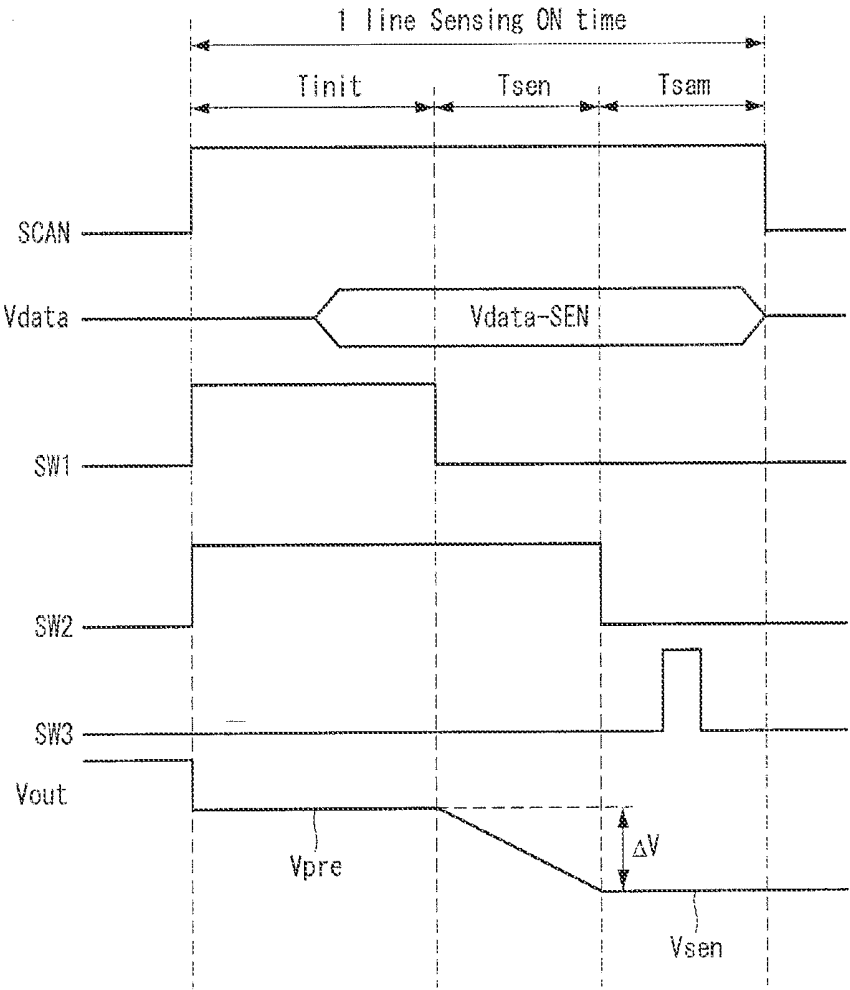 1 line Sensing ON time
Tinit Tsen Tsam
SCAN
Vdata Vdata-SEN
SW1
SW2
SW3
Vout
Vpre ΔV
Vsen